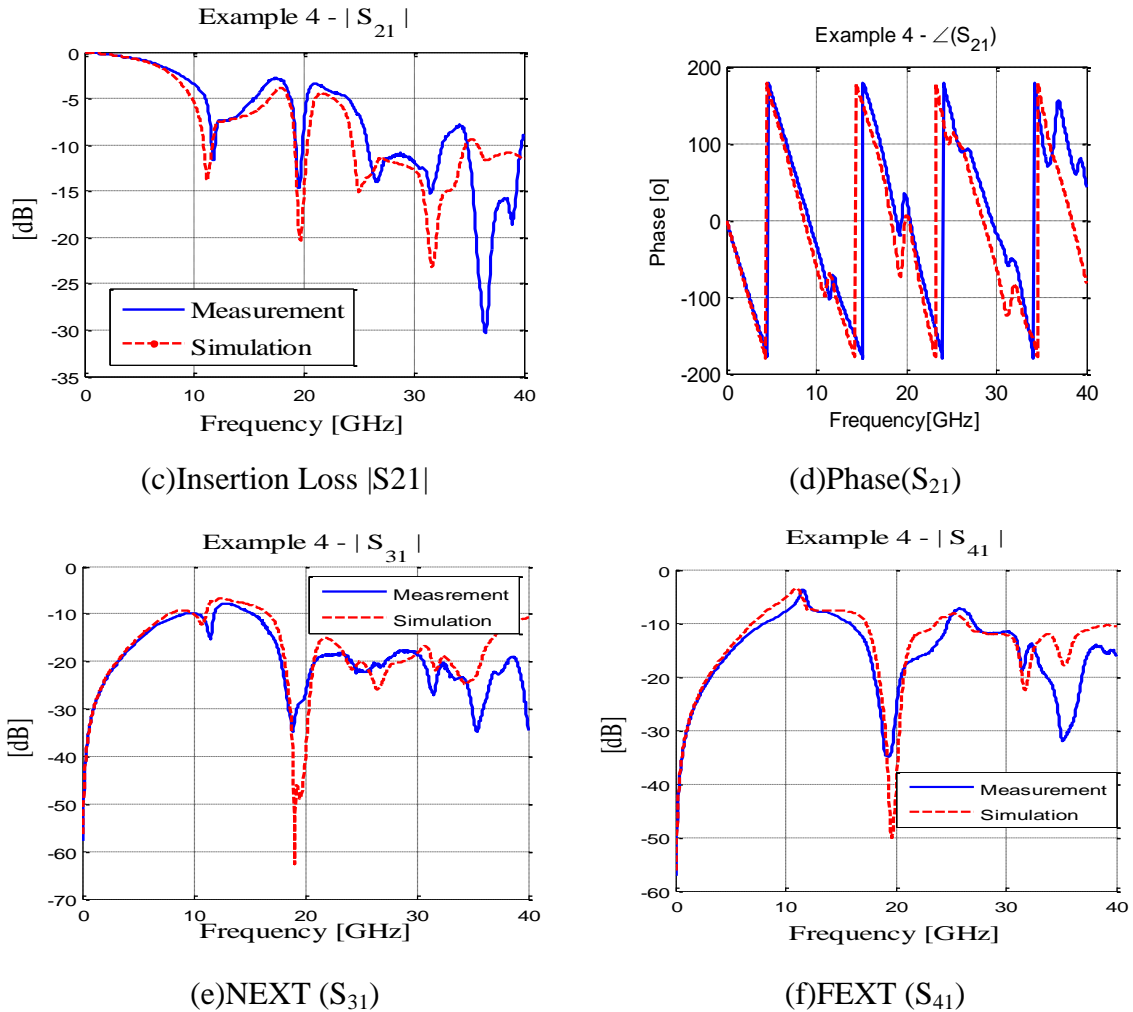 Example 4 - | S21 |
0
-5
-10
-15
-20
-25
-30
-35
[dB]
Measurement
Simulation
0 10 20 30 40
Frequency [GHz]
(c)Insertion Loss |S21|
Example 4 - ∠(S21)
200
100
0
-100
-200
Phase [o]
0 10 20 30 40
Frequency[GHz]
(d)Phase(S21)
Example 4 - | S31 |
0
-10
-20
-30
-40
-50
-60
-70
[dB]
Measrement
Simulation
0 10 20 30 40
Frequency [GHz]
(e)NEXT (S31)
Example 4 - | S41 |
0
-10
-20
-30
-40
-50
-60
[dB]
Measurement
Simulation
0 10 20 30 40
Frequency [GHz]
(f)FEXT (S41)